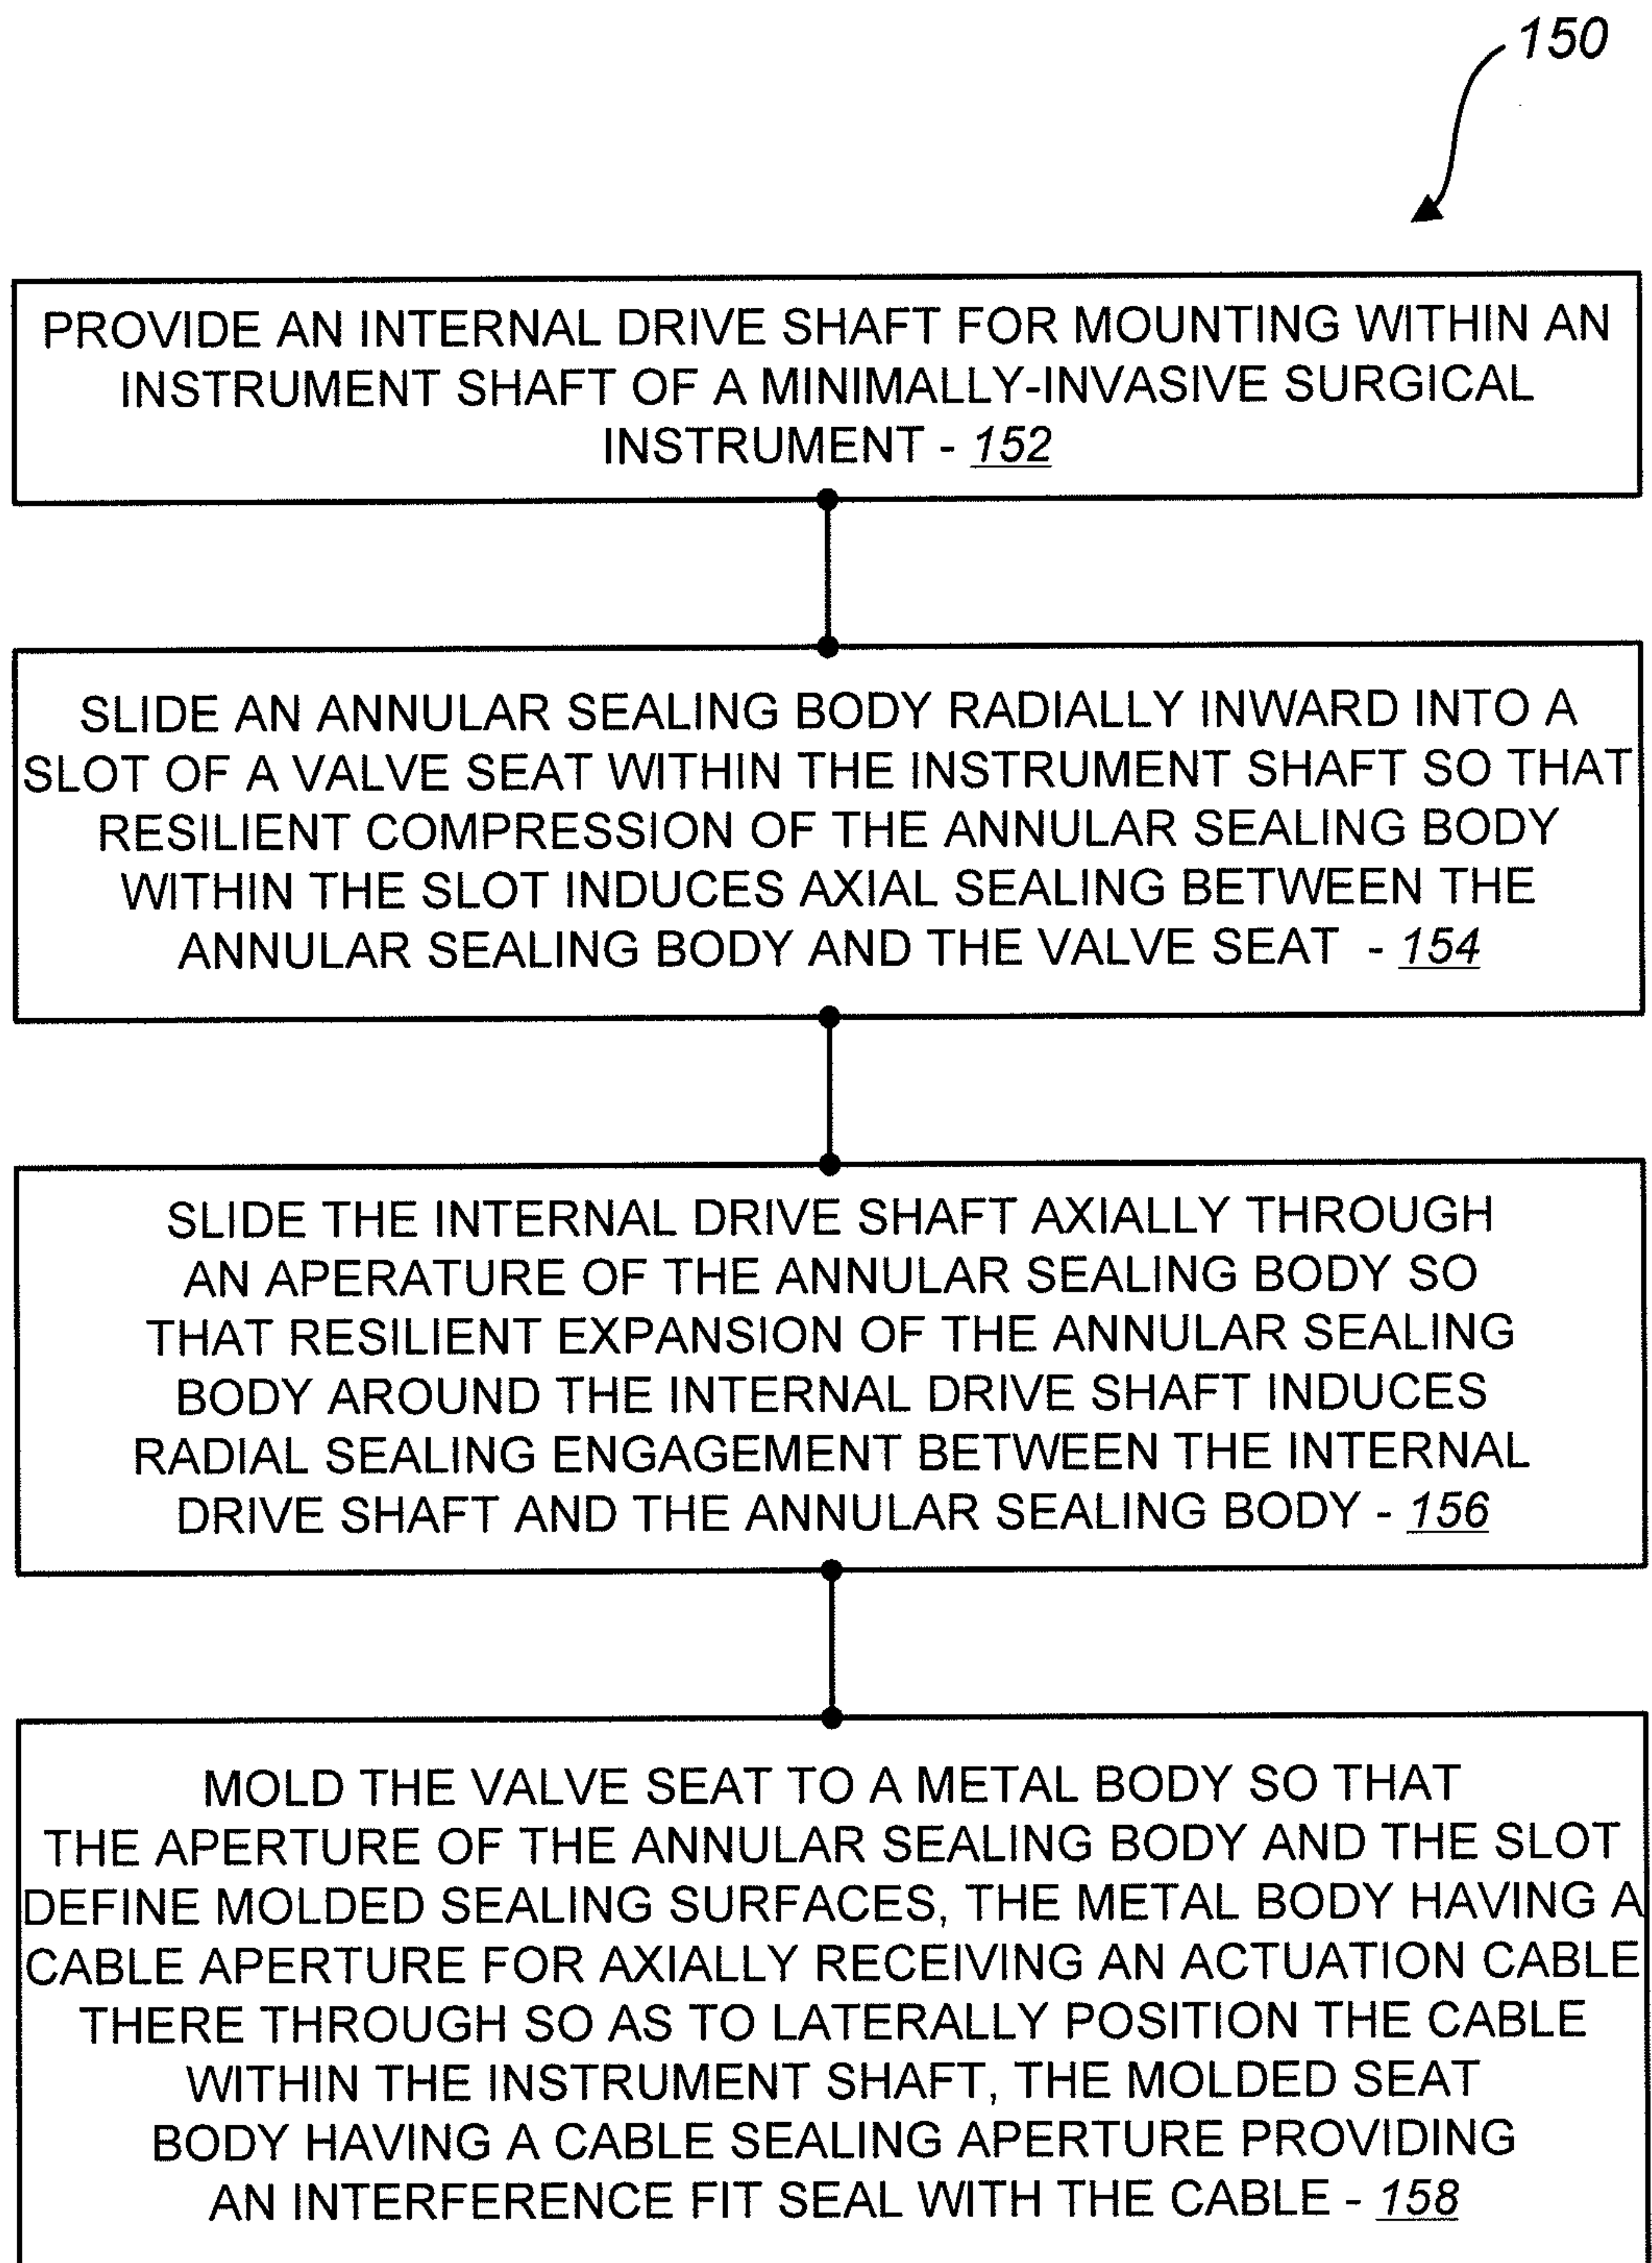 150
PROVIDE AN INTERNAL DRIVE SHAFT FOR MOUNTING WITHIN AN
INSTRUMENT SHAFT OF A MINIMALLY-INVASIVE SURGICAL
INSTRUMENT - 152
SLIDE AN ANNULAR SEALING BODY RADIALLY INWARD INTO A
SLOT OF A VALVE SEAT WITHIN THE INSTRUMENT SHAFT SO THAT
RESILIENT COMPRESSION OF THE ANNULAR SEALING BODY
WITHIN THE SLOT INDUCES AXIAL SEALING BETWEEN THE
ANNULAR SEALING BODY AND THE VALVE SEAT - 154
SLIDE THE INTERNAL DRIVE SHAFT AXIALLY THROUGH
AN APERATURE OF THE ANNULAR SEALING BODY SO
THAT RESILIENT EXPANSION OF THE ANNULAR SEALING
BODY AROUND THE INTERNAL DRIVE SHAFT INDUCES
RADIAL SEALING ENGAGEMENT BETWEEN THE INTERNAL
DRIVE SHAFT AND THE ANNULAR SEALING BODY - 156
MOLD THE VALVE SEAT TO A METAL BODY SO THAT
THE APERTURE OF THE ANNULAR SEALING BODY AND THE SLOT
DEFINE MOLDED SEALING SURFACES, THE METAL BODY HAVING A
CABLE APERTURE FOR AXIALLY RECEIVING AN ACTUATION CABLE
THERE THROUGH SO AS TO LATERALLY POSITION THE CABLE
WITHIN THE INSTRUMENT SHAFT, THE MOLDED SEAT
BODY HAVING A CABLE SEALING APERTURE PROVIDING
AN INTERFERENCE FIT SEAL WITH THE CABLE - 158